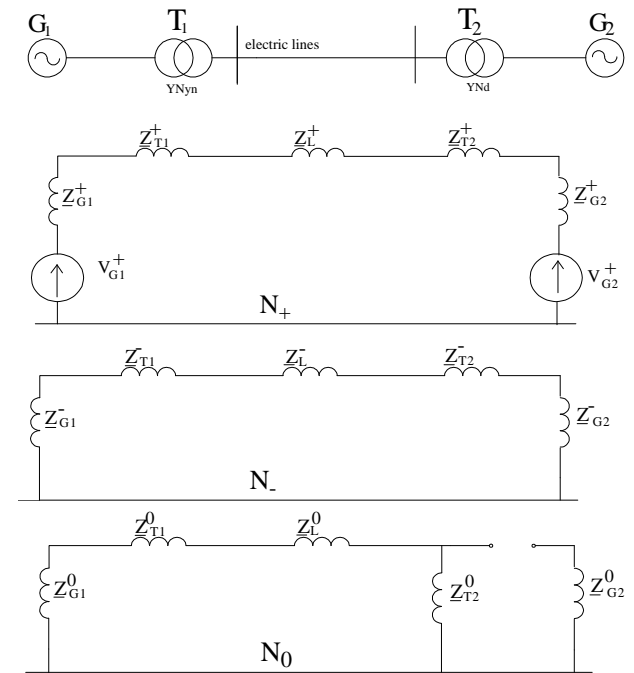 G1 T1 T2 G2
electric lines
YNyn YNd
Z+T1 Z+L Z+T2
Z+G1 Z+G2
V+G1 V+G2
N+
Z-T1 Z-L Z-T2
Z-G1 Z-G2
N-
Z0T1 Z0L
Z0G1 Z0T2 Z0G2
N0